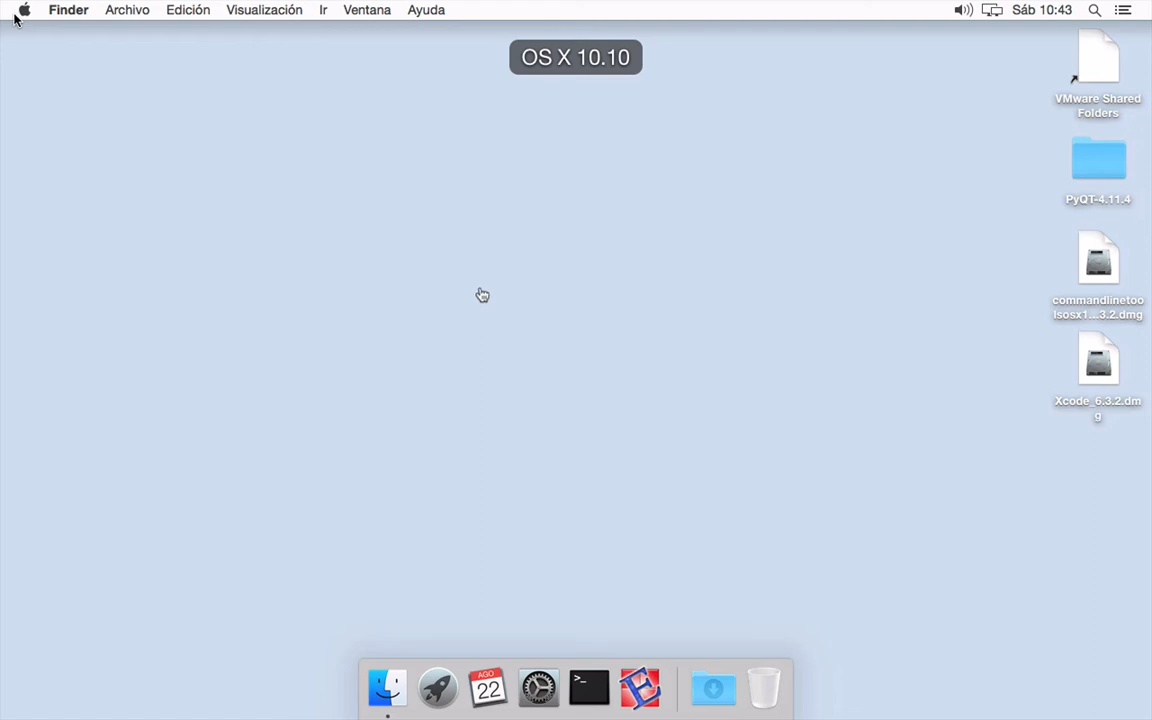 Finder Archivo Edición Visualización Ir Ventana Ayuda Sáb 10:43
OS X 10.10
VMware Shared
Folders
PyQT-4.11.4
commandlinetoo
lsosx1...3.2.dmg
Xcode_6.3.2.dm
g
AGO
22
>_
E